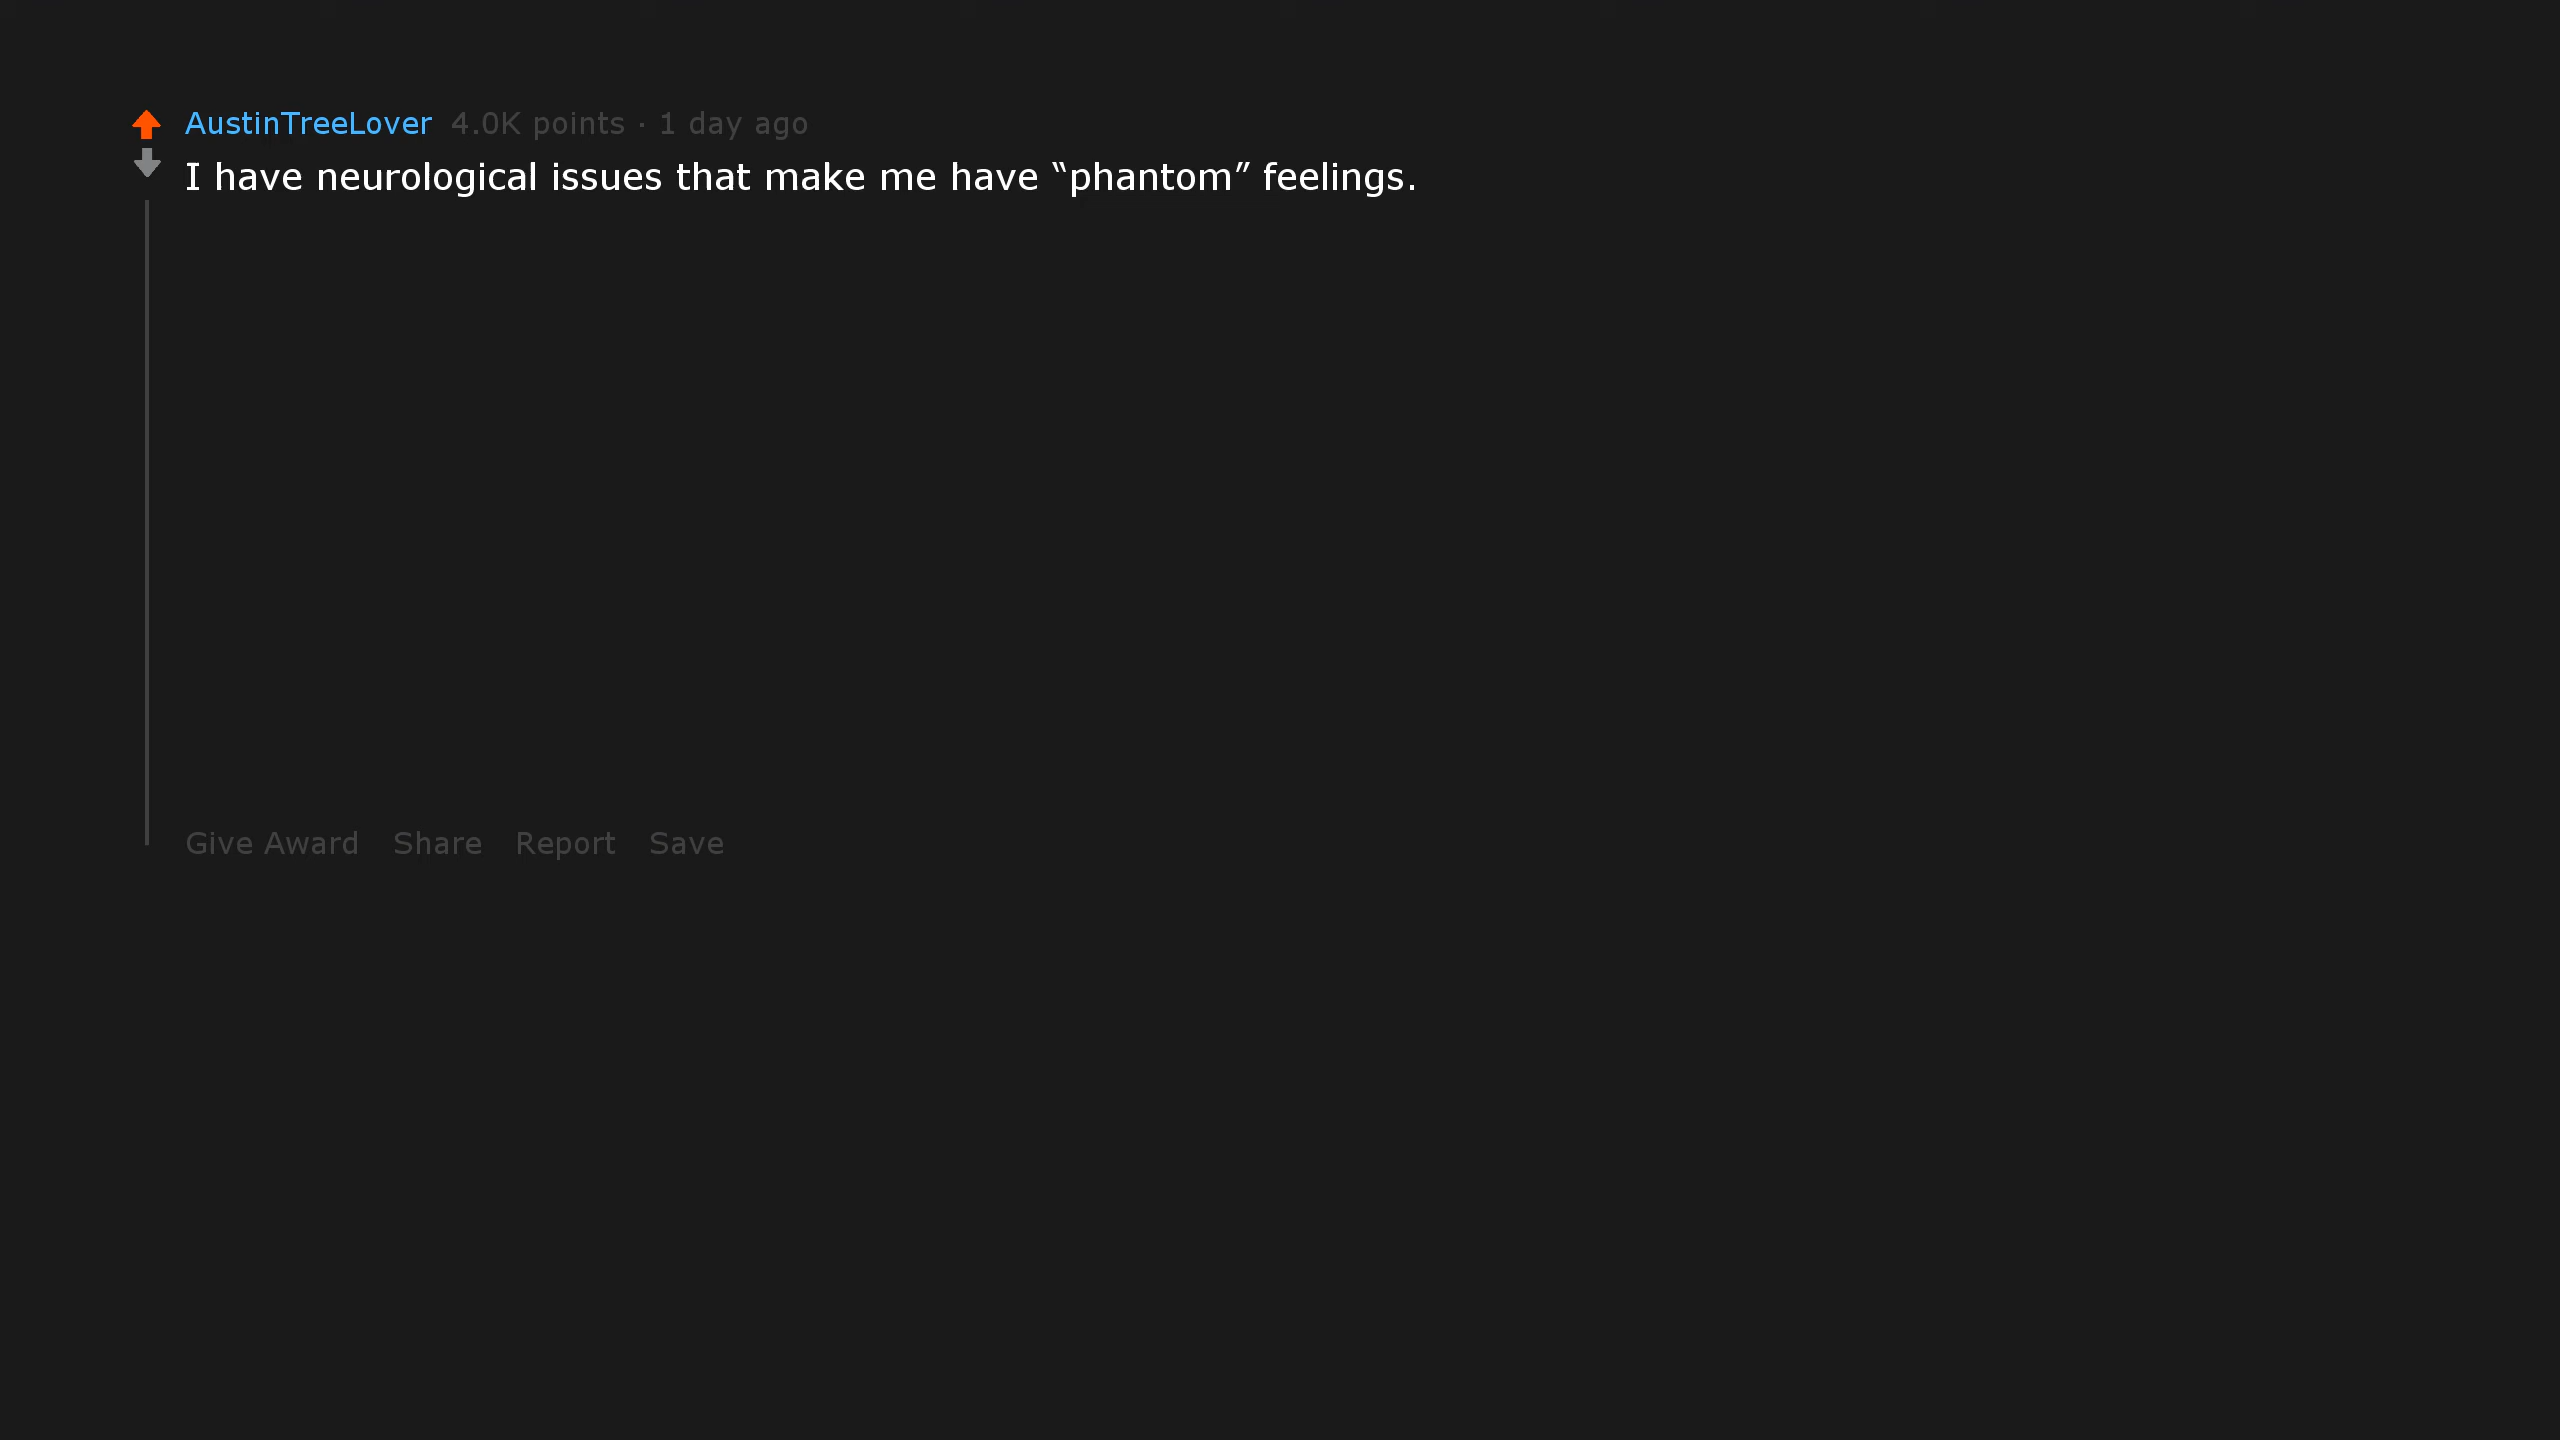 AustinTreeLover 4.0K points · 1 day ago
I have neurological issues that make me have “phantom” feelings.
Give Award Share Report Save